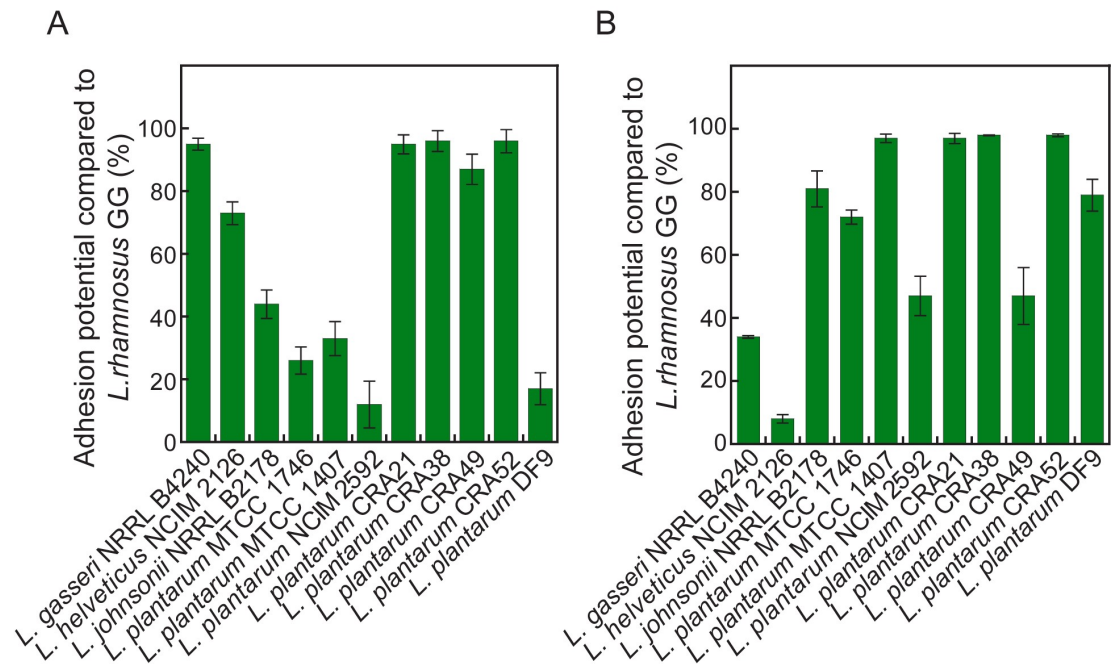 A
Adhesion potential compared to
L.rhamnosus GG (%)
100
80
60
40
20
0
L. gasseri NRRL B4240
L. helveticus NCIM 2126
L. johnsonii NRRL B2178
L. plantarum MTCC 1746
L. plantarum MTCC 1407
L. plantarum NCIM 2592
L. plantarum CRA21
L. plantarum CRA38
L. plantarum CRA49
L. plantarum CRA52
L. plantarum DF9
B
Adhesion potential compared to
L.rhamnosus GG (%)
100
80
60
40
20
0
L. gasseri NRRL B4240
L. helveticus NCIM 2126
L. johnsonii NRRL B2178
L. plantarum MTCC 1746
L. plantarum MTCC 1407
L. plantarum NCIM 2592
L. plantarum CRA21
L. plantarum CRA38
L. plantarum CRA49
L. plantarum CRA52
L. plantarum DF9